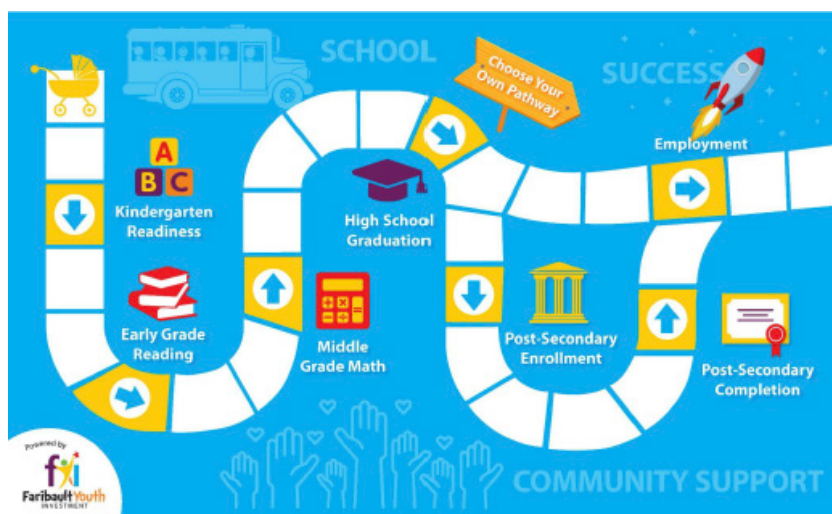 SCHOOL
Choose Your
Own Pathway
SUCCESS
Employment
A
B C
Kindergarten
Readiness
High School
Graduation
Early Grade
Reading
Middle
Grade Math
Post-Secondary
Enrollment
Post-Secondary
Completion
Powered by
fyi
Faribault Youth
INVESTMENT
COMMUNITY SUPPORT